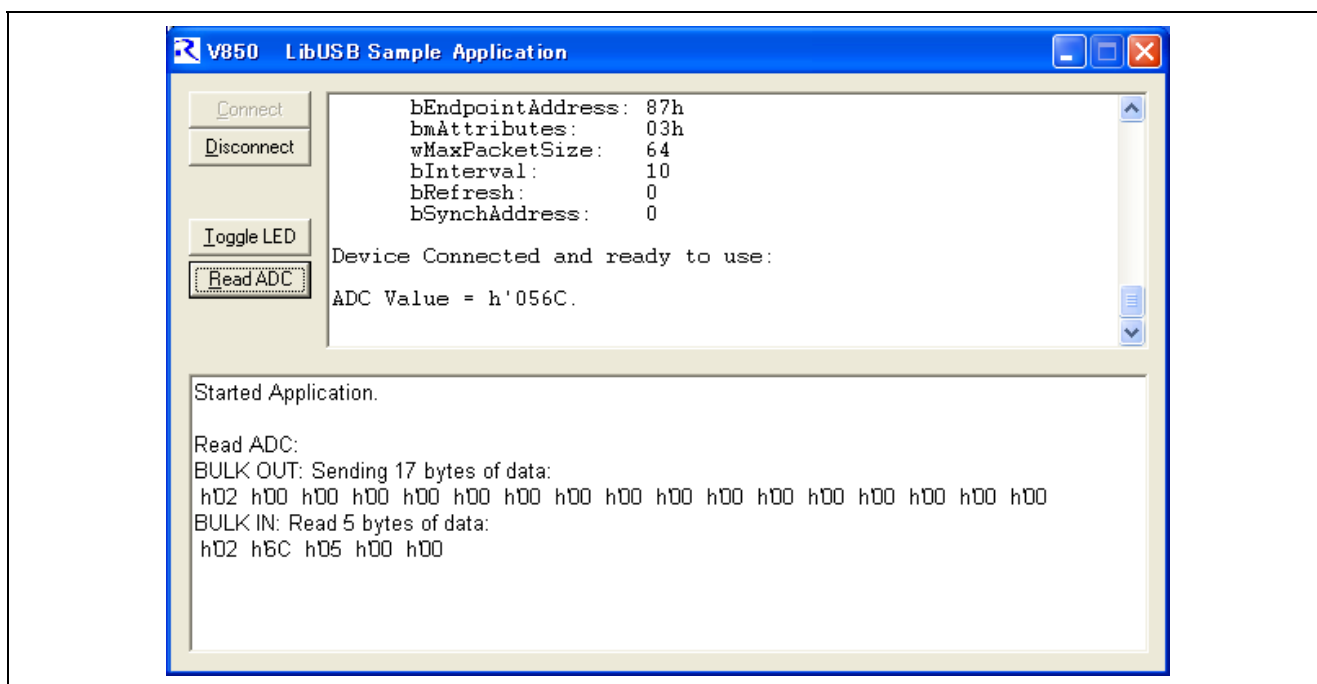 V850 LibUSB Sample Application
Connect
Disconnect
Toggle LED
Read ADC
bEndpointAddress: 87h
bmAttributes: 03h
wMaxPacketSize: 64
bInterval: 10
bRefresh: 0
bSynchAddress: 0
Device Connected and ready to use:
ADC Value = h'056C.
Started Application.
Read ADC:
BULK OUT: Sending 17 bytes of data:
h'02 h'00 h'00 h'00 h'00 h'00 h'00 h'00 h'00 h'00 h'00 h'00 h'00 h'00 h'00 h'00 h'00
BULK IN: Read 5 bytes of data:
h'02 h'6C h'05 h'00 h'00